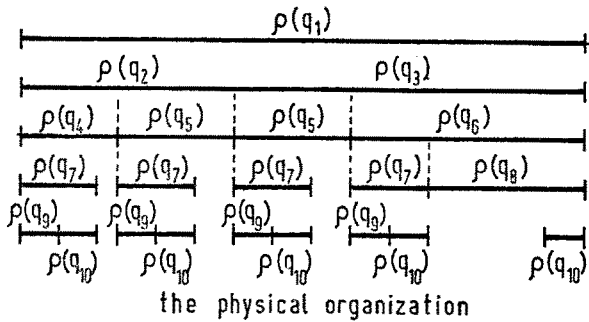 ρ(q₁)
ρ(q₂) ρ(q₃)
ρ(q₄) ρ(q₅) ρ(q₅) ρ(q₆)
ρ(q₇) ρ(q₇) ρ(q₇) ρ(q₇) ρ(q₈)
ρ(q₉) ρ(q₉) ρ(q₉) ρ(q₉)
ρ(q₁₀) ρ(q₁₀) ρ(q₁₀) ρ(q₁₀) ρ(q₁₀)
the physical organization